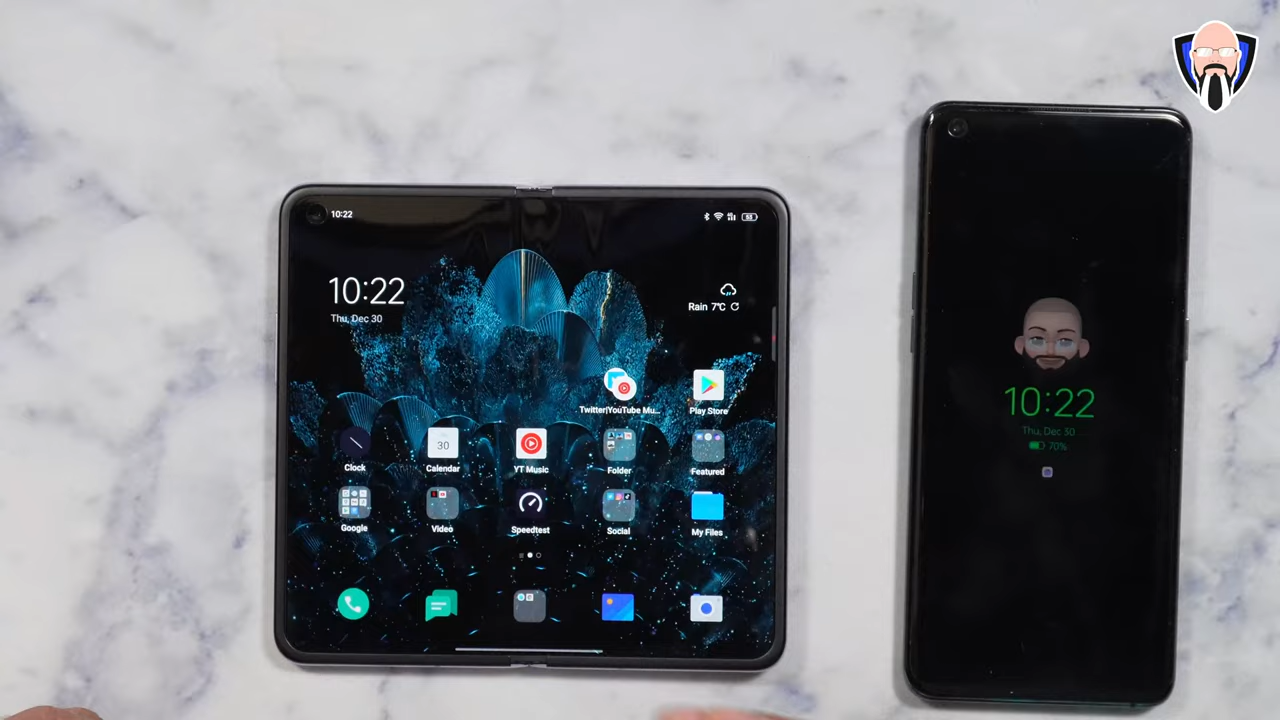 10:22
53
10:22
Thu, Dec 30
Rain 7°C
Twitter|YouTube Mu...
Play Store
30
Clock
Calendar
YT Music
Folder
Featured
Google
Video
Speedtest
Social
My Files
10:22
Thu, Dec 30
70%